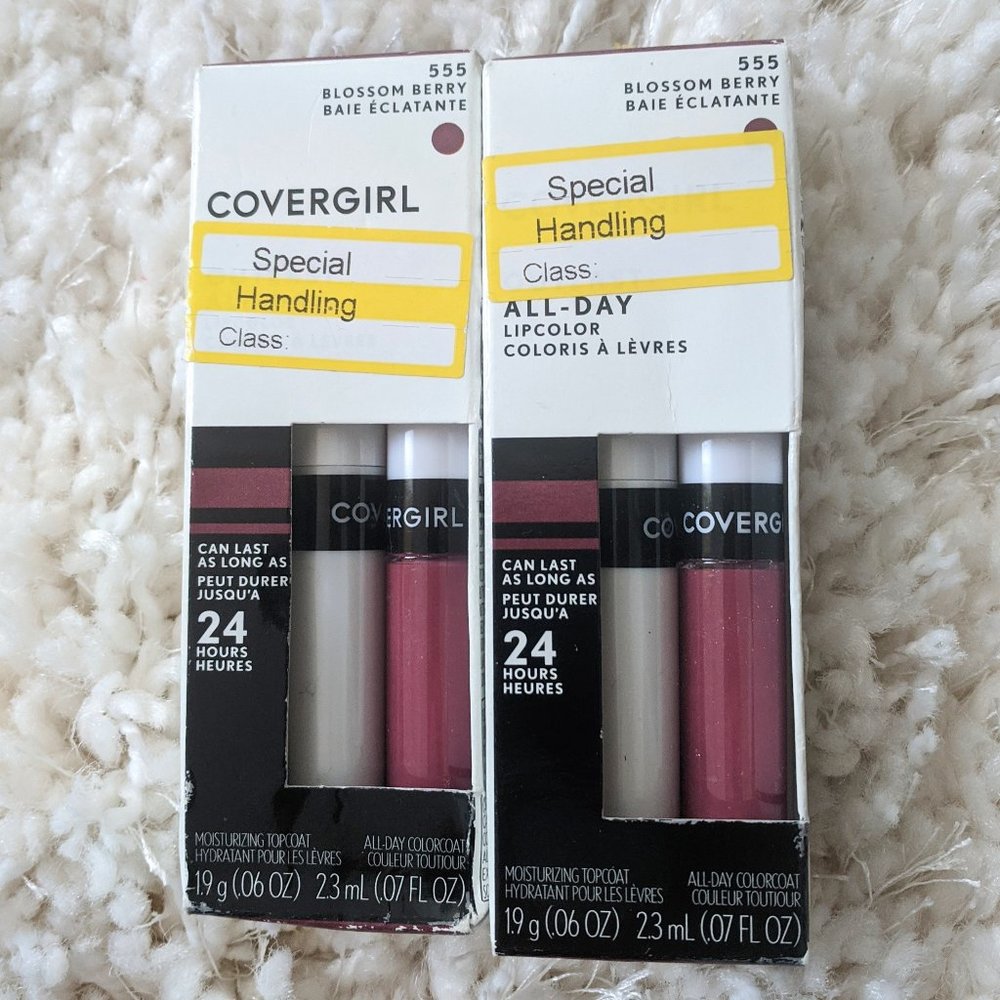 555
BLOSSOM BERRY
BAIE ÉCLATANTE
COVERGIRL
Special
Handling
Class:
COV
ERGIRL
CAN LAST
AS LONG AS
PEUT DURER
JUSQU'A
24
HOURS
HEURES
MOISTURIZING TOPCOAT
HYDRATANT POUR LES LÈVRES
ALL-DAY COLORCOAT
COULEUR TOUTJOUR
1.9 g (.06 OZ) 2.3 mL (.07 FL OZ)
555
BLOSSOM BERRY
BAIE ÉCLATANTE
Special
Handling
Class:
ALL-DAY
LIPCOLOR
COLORIS À LÈVRES
CO
COVERG
CAN LAST
AS LONG AS
PEUT DURER
JUSQU'A
24
HOURS
HEURES
MOISTURIZING TOPCOAT
HYDRATANT POUR LES LÈVRES
ALL-DAY COLORCOAT
COULEUR TOUTJOUR
1.9 g (.06 OZ) 2.3 mL (.07 FL OZ)